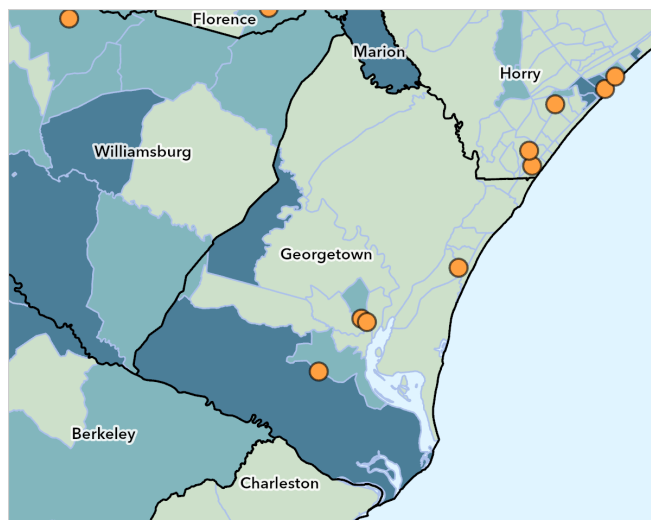 Florence
Marion
Horry
Williamsburg
Georgetown
Berkeley
Charleston